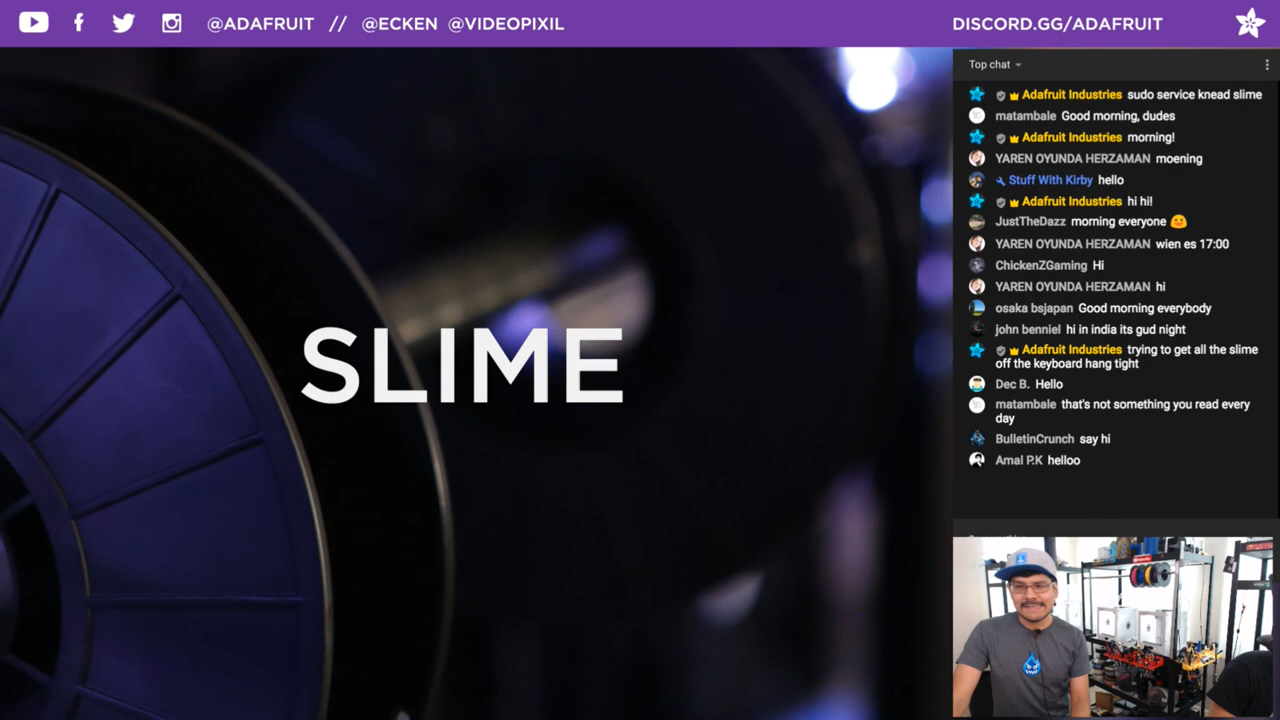 @ADAFRUIT // @ECKEN @VIDEOPIXIL
DISCORD.GG/ADAFRUIT
Top chat
Adafruit Industries sudo service knead slime
matambale Good morning, dudes
Adafruit Industries morning!
YAREN OYUNDA HERZAMAN moening
Stuff With Kirby hello
Adafruit Industries hi hi!
JustTheDazz morning everyone
YAREN OYUNDA HERZAMAN wien es 17:00
ChickenZGaming Hi
YAREN OYUNDA HERZAMAN hi
osaka bsjapan Good morning everybody
john benniel hi in india its gud night
Adafruit Industries trying to get all the slime
off the keyboard hang tight
Dec B. Hello
matambale that's not something you read every
day
BulletinCrunch say hi
Amal P.K helloo
SLIME